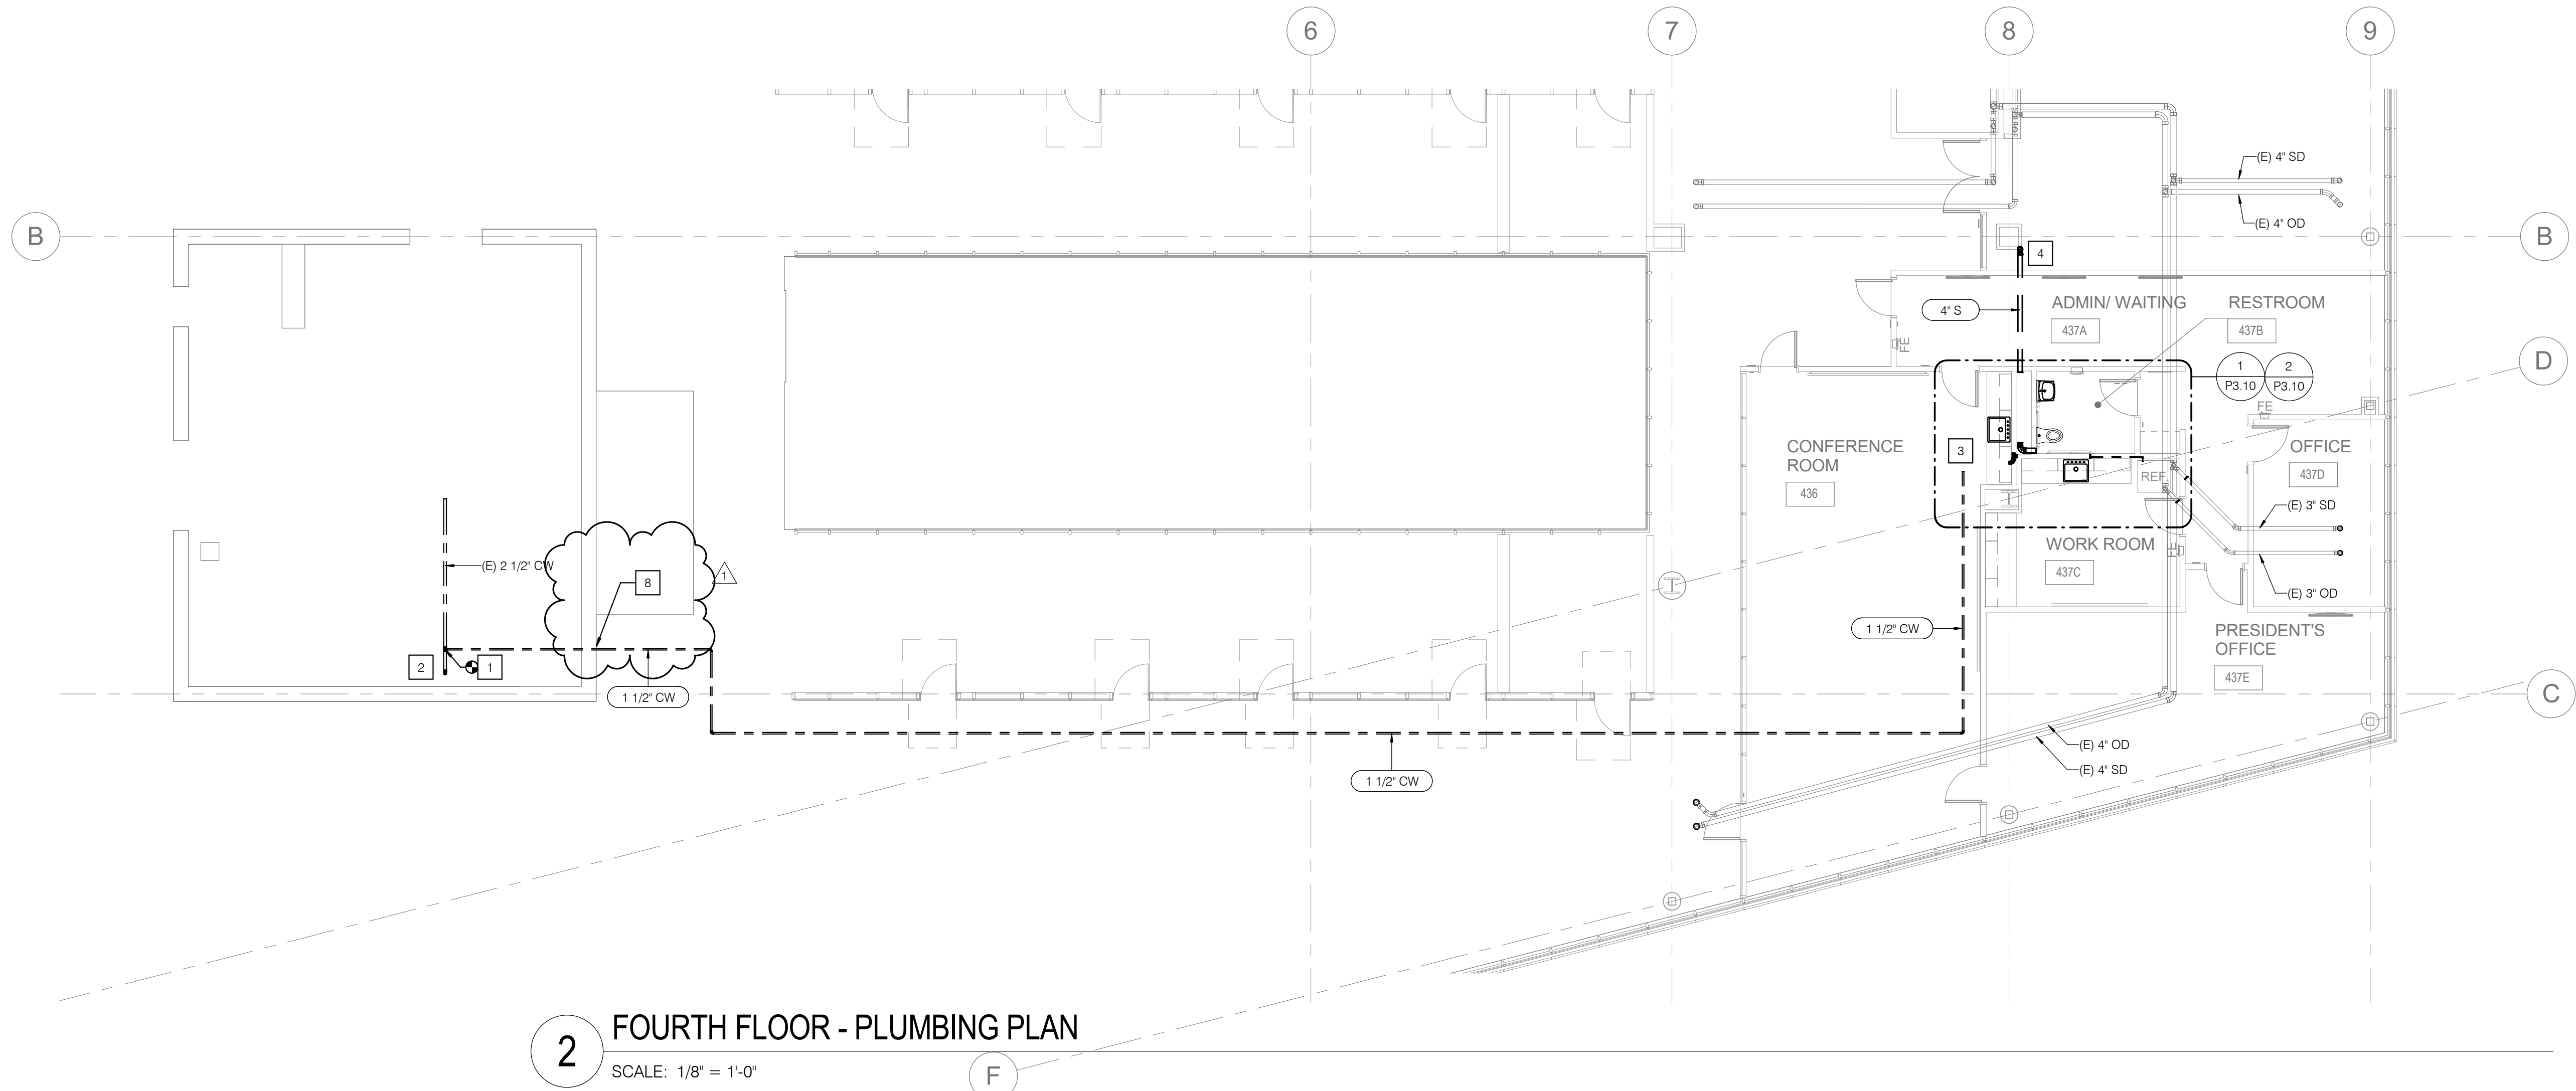 6
7
8
9
(E) 4" SD
(E) 4" OD
B
B
4
4" S
ADMIN/ WAITING
437A
RESTROOM
437B
FE
1
P3.10
2
P3.10
D
FE
CONFERENCE
ROOM
436
3
REF
OFFICE
437D
(E) 3" SD
(E) 3" OD
WORK ROOM
437C
FE
(E) 2 1/2" CW
8
1
1 1/2" CW
PRESIDENT'S
OFFICE
437E
2
1
1 1/2" CW
C
1 1/2" CW
(E) 4" OD
(E) 4" SD
2
FOURTH FLOOR - PLUMBING PLAN
SCALE: 1/8" = 1'-0"
F